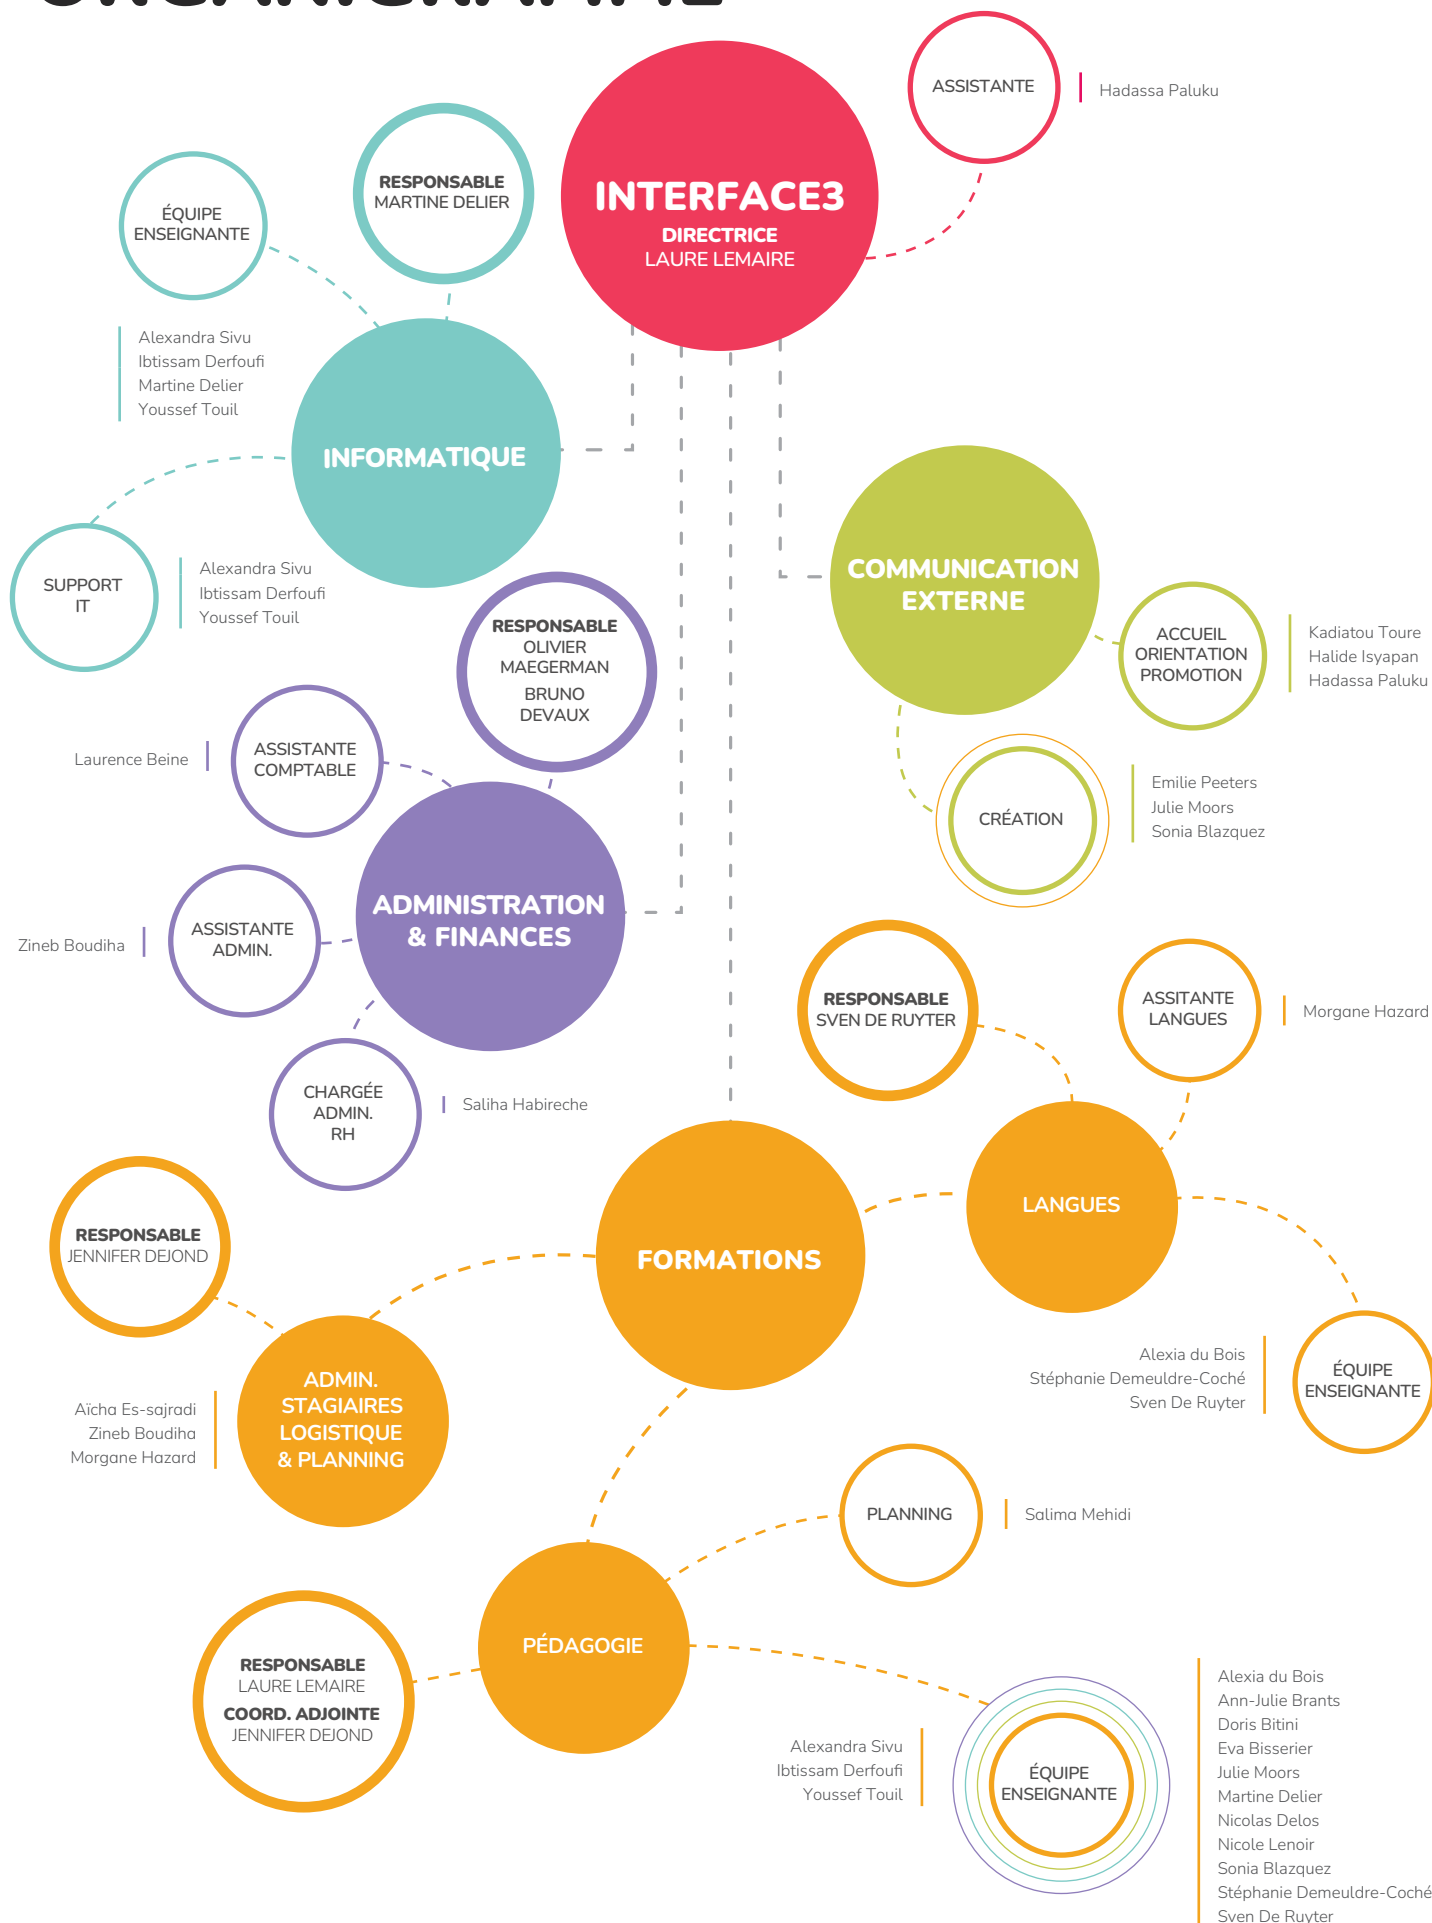 ORGANIGRAMME
INTERFACE3
DIRECTRICE
LAURE LEMAIRE
ASSISTANTE
Hadassa Paluku
RESPONSABLE
MARTINE DELIER
ÉQUIPE
ENSEIGNANTE
Alexandra Sivu
Ibtissam Derfoufi
Martine Delier
Youssef Touil
INFORMATIQUE
SUPPORT
IT
Alexandra Sivu
Ibtissam Derfoufi
Youssef Touil
COMMUNICATION
EXTERNE
ACCUEIL
ORIENTATION
PROMOTION
Kadiatou Toure
Halide Isyapan
Hadassa Paluku
CRÉATION
Emilie Peeters
Julie Moors
Sonia Blazquez
RESPONSABLE
OLIVIER
MAEGERMAN
BRUNO
DEVAUX
ASSISTANTE
COMPTABLE
Laurence Beine
ADMINISTRATION
& FINANCES
ASSISTANTE
ADMIN.
Zineb Boudiha
CHARGÉE
ADMIN.
RH
Saliha Habireche
RESPONSABLE
SVEN DE RUYTER
ASSITANTE
LANGUES
Morgane Hazard
LANGUES
FORMATIONS
Alexia du Bois
Stéphanie Demeuldre-Coché
Sven De Ruyter
ÉQUIPE
ENSEIGNANTE
RESPONSABLE
JENNIFER DEJOND
ADMIN.
STAGIAIRES
LOGISTIQUE
& PLANNING
Aïcha Es-sajradi
Zineb Boudiha
Morgane Hazard
PLANNING
Salima Mehidi
PÉDAGOGIE
RESPONSABLE
LAURE LEMAIRE
COORD. ADJOINTE
JENNIFER DEJOND
Alexandra Sivu
Ibtissam Derfoufi
Youssef Touil
ÉQUIPE
ENSEIGNANTE
Alexia du Bois
Ann-Julie Brants
Doris Bitini
Eva Bisserier
Julie Moors
Martine Delier
Nicolas Delos
Nicole Lenoir
Sonia Blazquez
Stéphanie Demeuldre-Coché
Sven De Ruyter